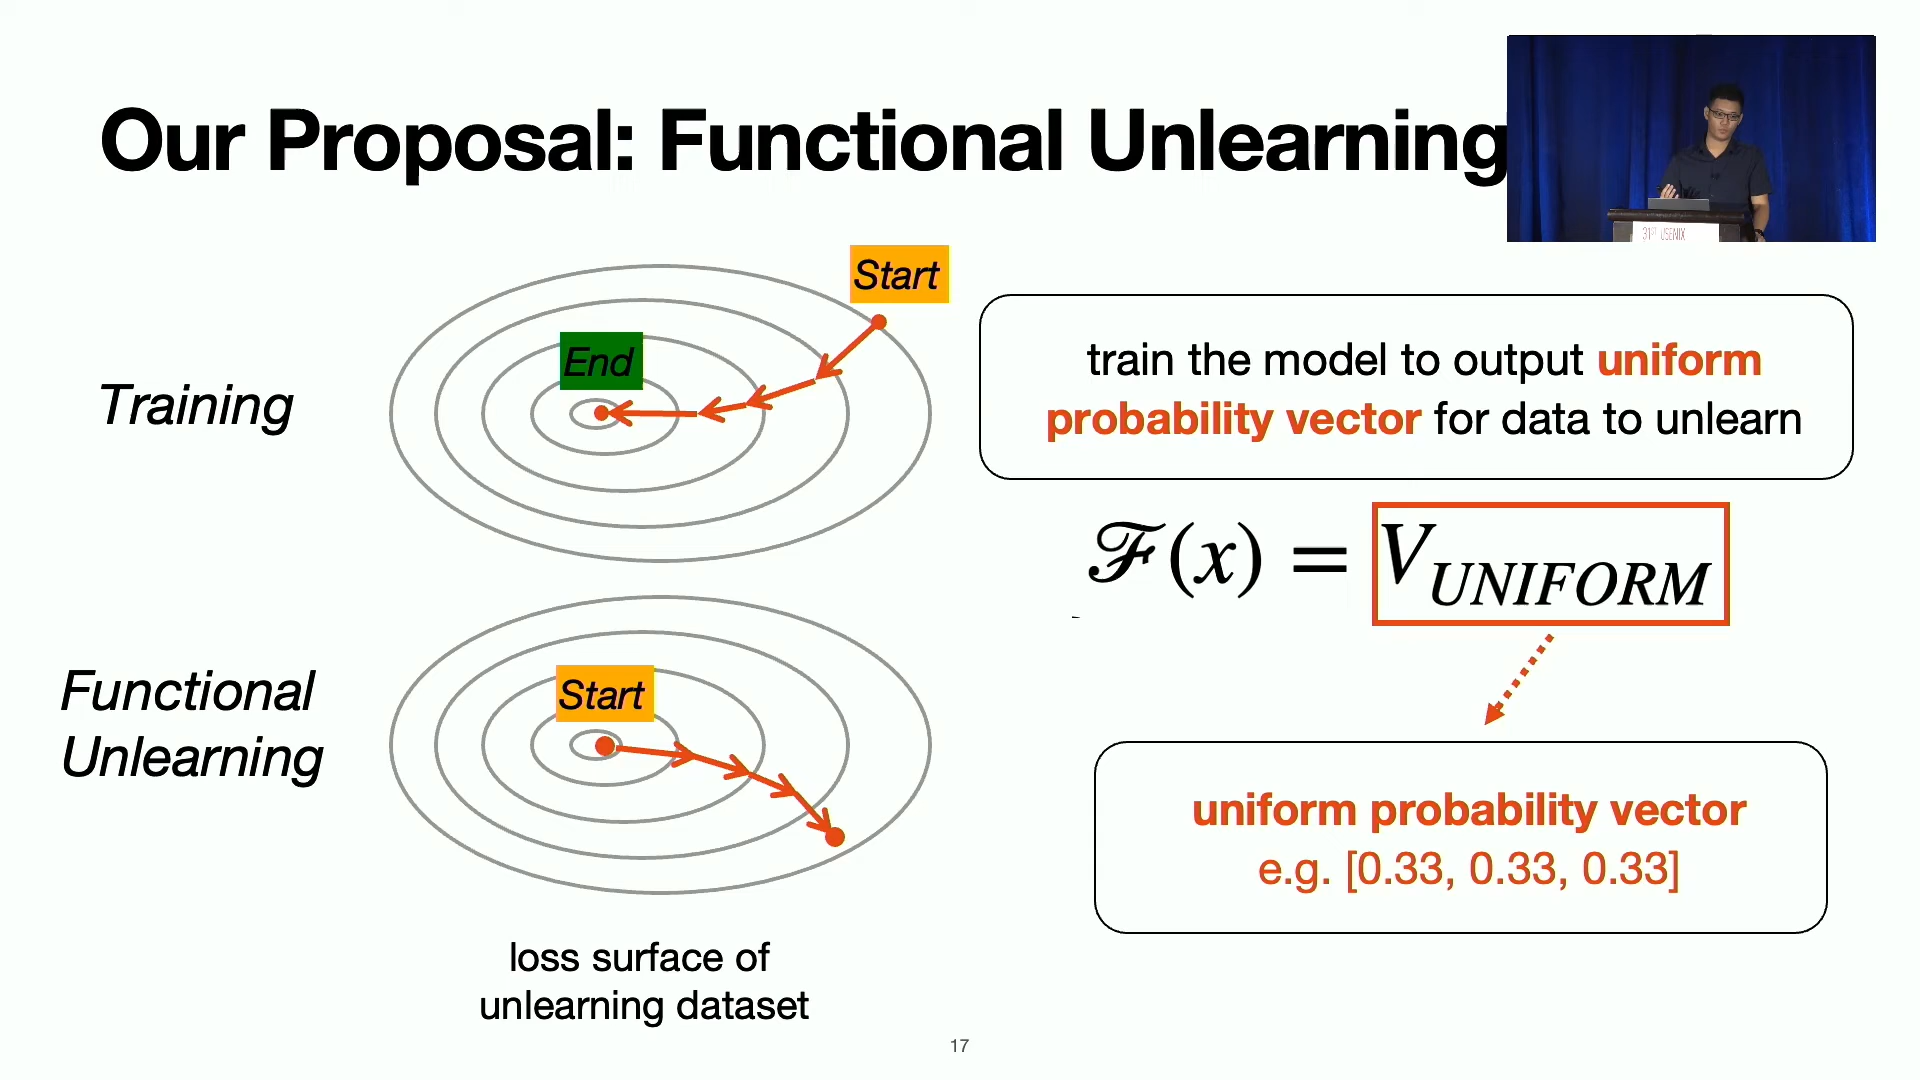 Our Proposal: Functional Unlearning
31ST USENIX
Start
End
Training
train the model to output uniform
probability vector for data to unlearn
ℱ(x) = V_UNIFORM
Start
Functional
Unlearning
uniform probability vector
e.g. [0.33, 0.33, 0.33]
loss surface of
unlearning dataset
17